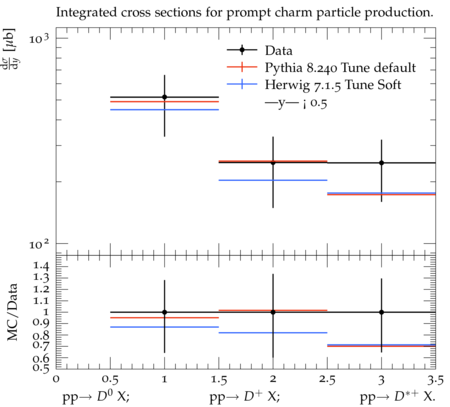 Integrated cross sections for prompt charm particle production.
dσ/dy [μb]
10³
Data
Pythia 8.240 Tune default
Herwig 7.1.5 Tune Soft
—y— ¡ 0.5
10²
MC/Data
1.4
1.3
1.2
1.1
1
0.9
0.8
0.7
0.6
0.5
0 0.5 1 1.5 2 2.5 3 3.5
pp→ D⁰ X; pp→ D⁺ X; pp→ D*⁺ X.